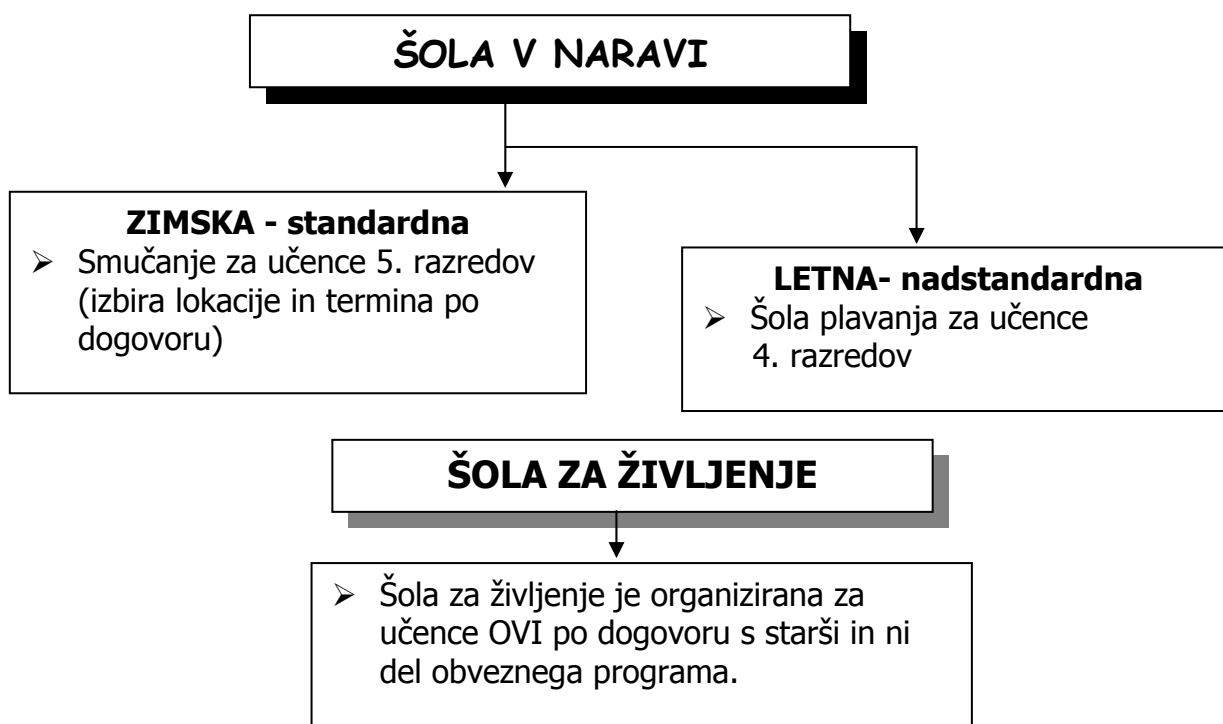 ŠOLA V NARAVI
ZIMSKA - standardna
➢ Smučanje za učence 5. razredov
(izbira lokacije in termina po
dogovoru)
LETNA- nadstandardna
➢ Šola plavanja za učence
4. razredov
ŠOLA ZA ŽIVLJENJE
➢ Šola za življenje je organizirana za
učence OVI po dogovoru s starši in ni
del obveznega programa.